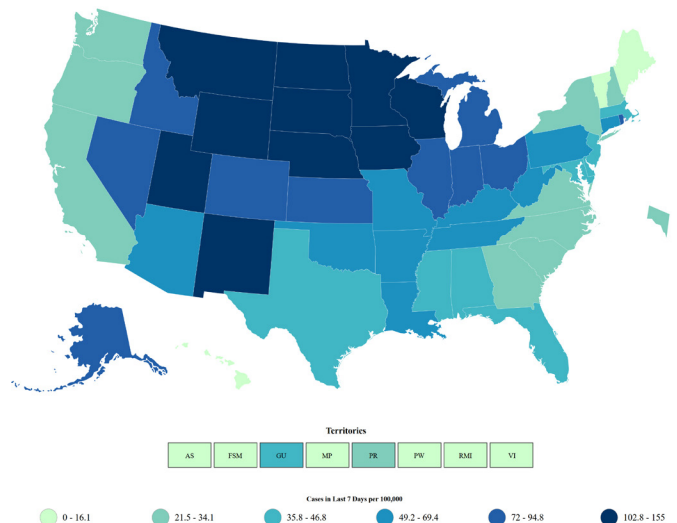 Territories
AS FSM GU MP PR PW RMI VI
Cases in Last 7 Days per 100,000
0 - 16.1 21.5 - 34.1 35.8 - 46.8 49.2 - 69.4 72 - 94.8 102.8 - 155